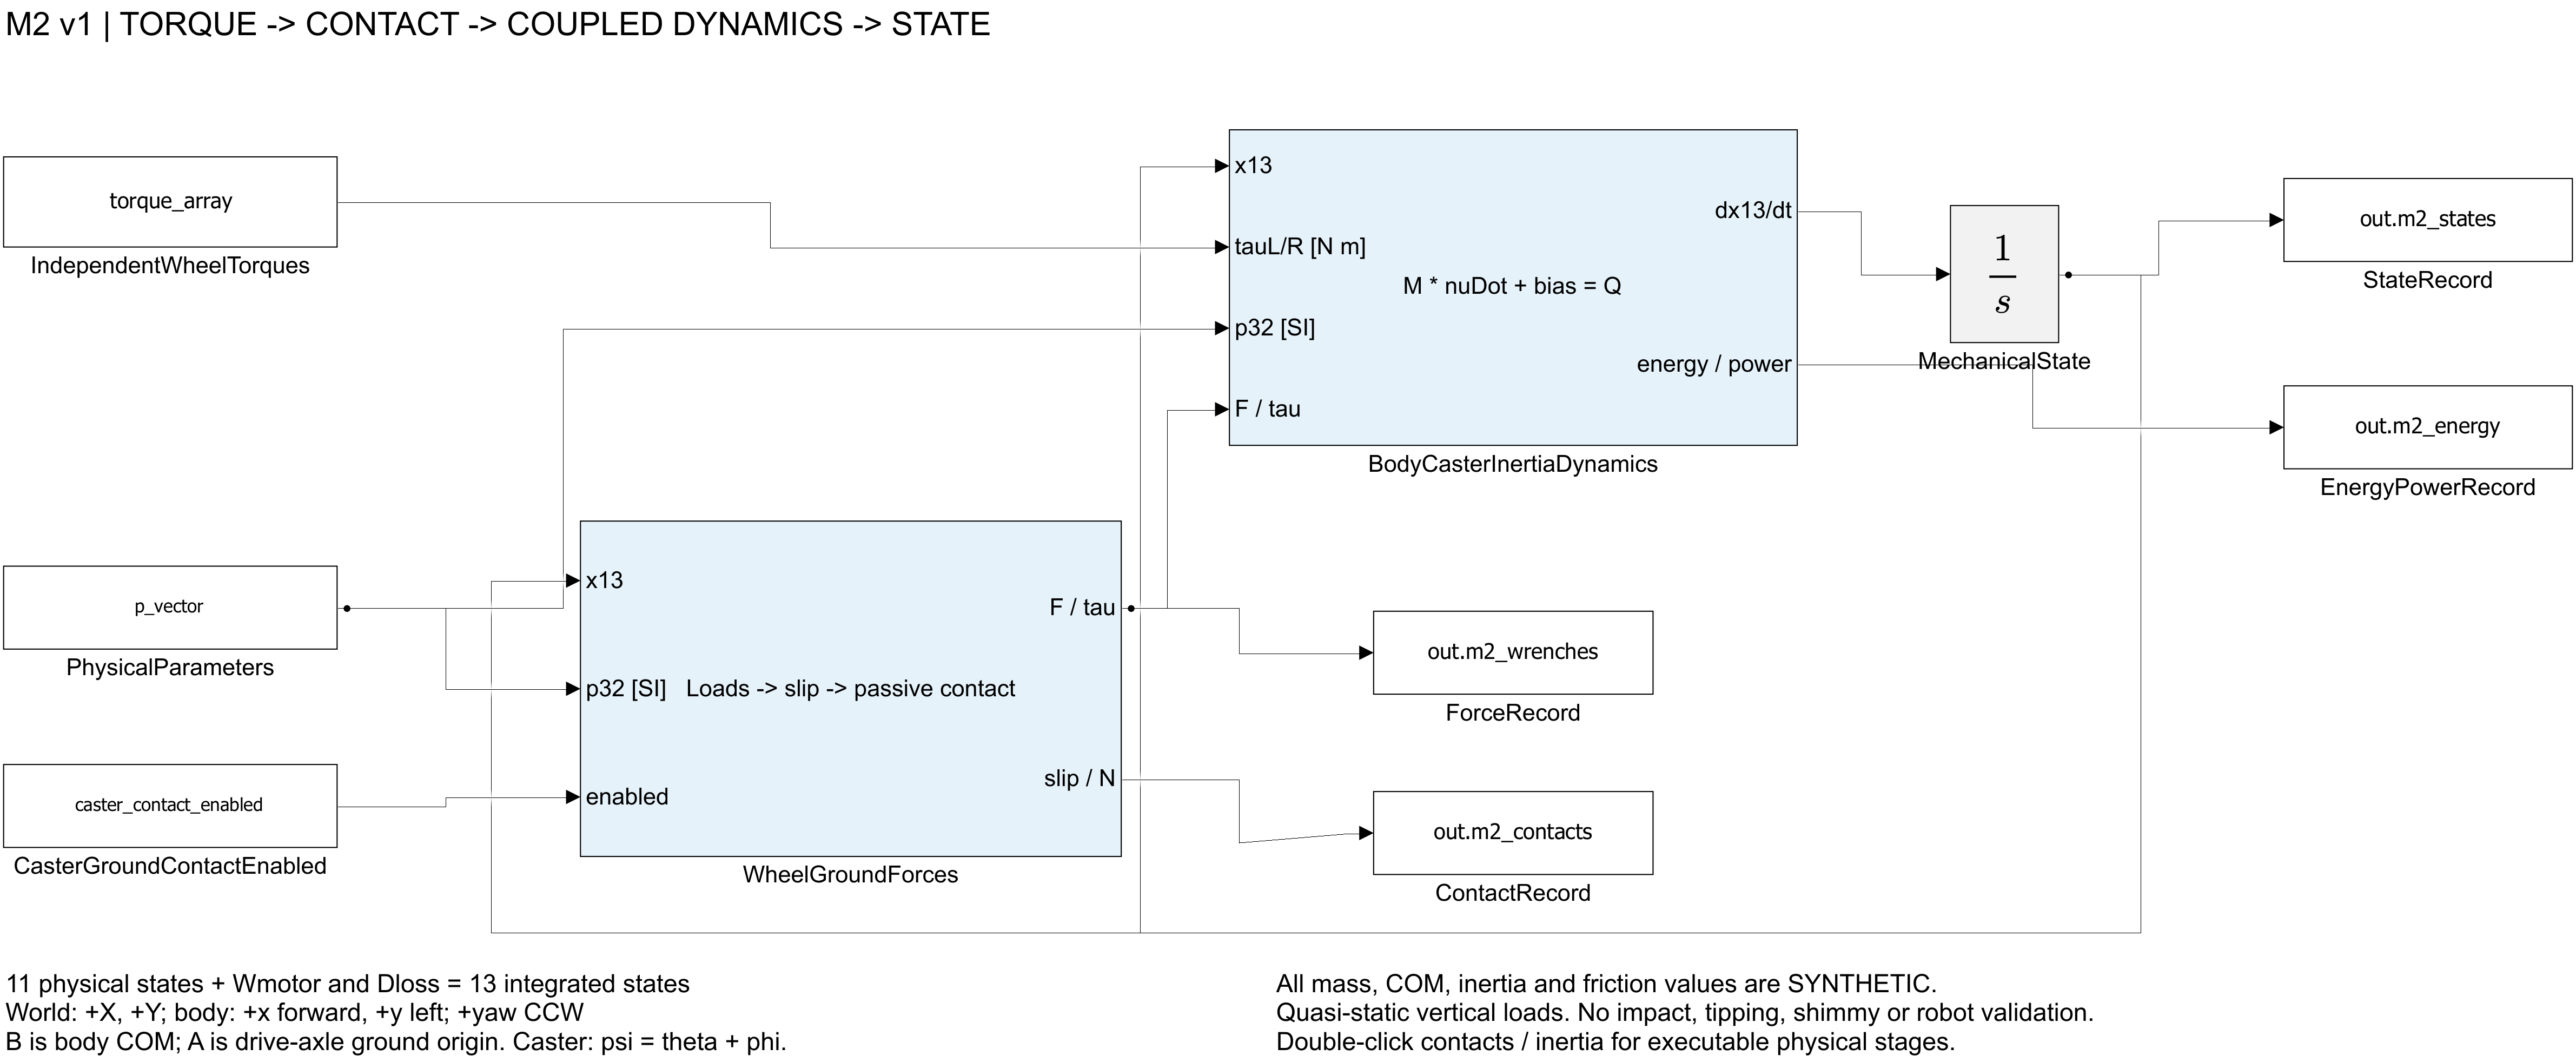 M2 v1 | TORQUE -> CONTACT -> COUPLED DYNAMICS -> STATE
torque_array
IndependentWheelTorques
x13
tauL/R [N m]
p32 [SI]
F / tau
M * nuDot + bias = Q
dx13/dt
energy / power
BodyCasterInertiaDynamics
1
s
MechanicalState
out.m2_states
StateRecord
out.m2_energy
EnergyPowerRecord
p_vector
PhysicalParameters
caster_contact_enabled
CasterGroundContactEnabled
x13
p32 [SI]
enabled
Loads -> slip -> passive contact
F / tau
slip / N
WheelGroundForces
out.m2_wrenches
ForceRecord
out.m2_contacts
ContactRecord
11 physical states + Wmotor and Dloss = 13 integrated states
World: +X, +Y; body: +x forward, +y left; +yaw CCW
B is body COM; A is drive-axle ground origin. Caster: psi = theta + phi.
All mass, COM, inertia and friction values are SYNTHETIC.
Quasi-static vertical loads. No impact, tipping, shimmy or robot validation.
Double-click contacts / inertia for executable physical stages.